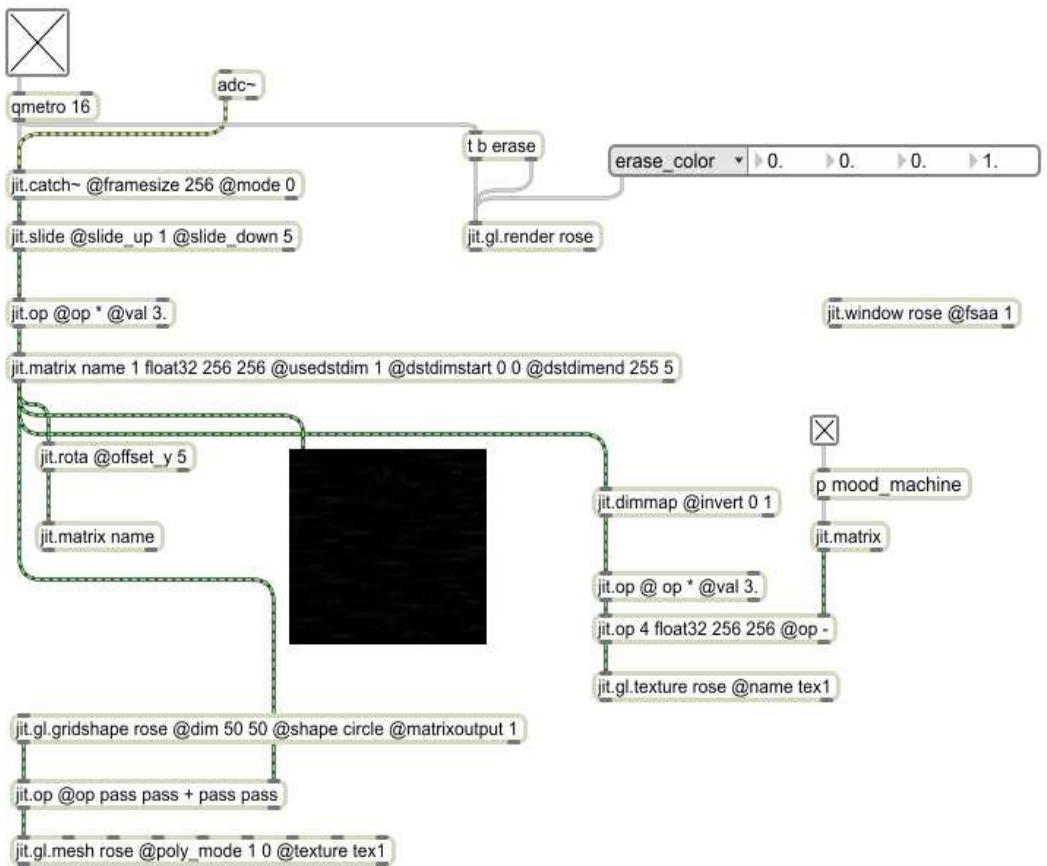 adc~
qmetro 16
t b erase
erase_color 0. 0. 0. 1.
jit.catch~ @framesize 256 @mode 0
jit.slide @slide_up 1 @slide_down 5
jit.gl.render rose
jit.op @op * @val 3.
jit.window rose @fsaa 1
jit.matrix name 1 float32 256 256 @usedstdim 1 @dstdimstart 0 0 @dstdimend 255 5
jit.rota @offset_y 5
p mood_machine
jit.dimmap @invert 0 1
jit.matrix name
jit.matrix
jit.op @ op * @val 3.
jit.op 4 float32 256 256 @op -
jit.gl.texture rose @name tex1
jit.gl.gridshape rose @dim 50 50 @shape circle @matrixoutput 1
jit.op @op pass pass + pass pass
jit.gl.mesh rose @poly_mode 1 0 @texture tex1